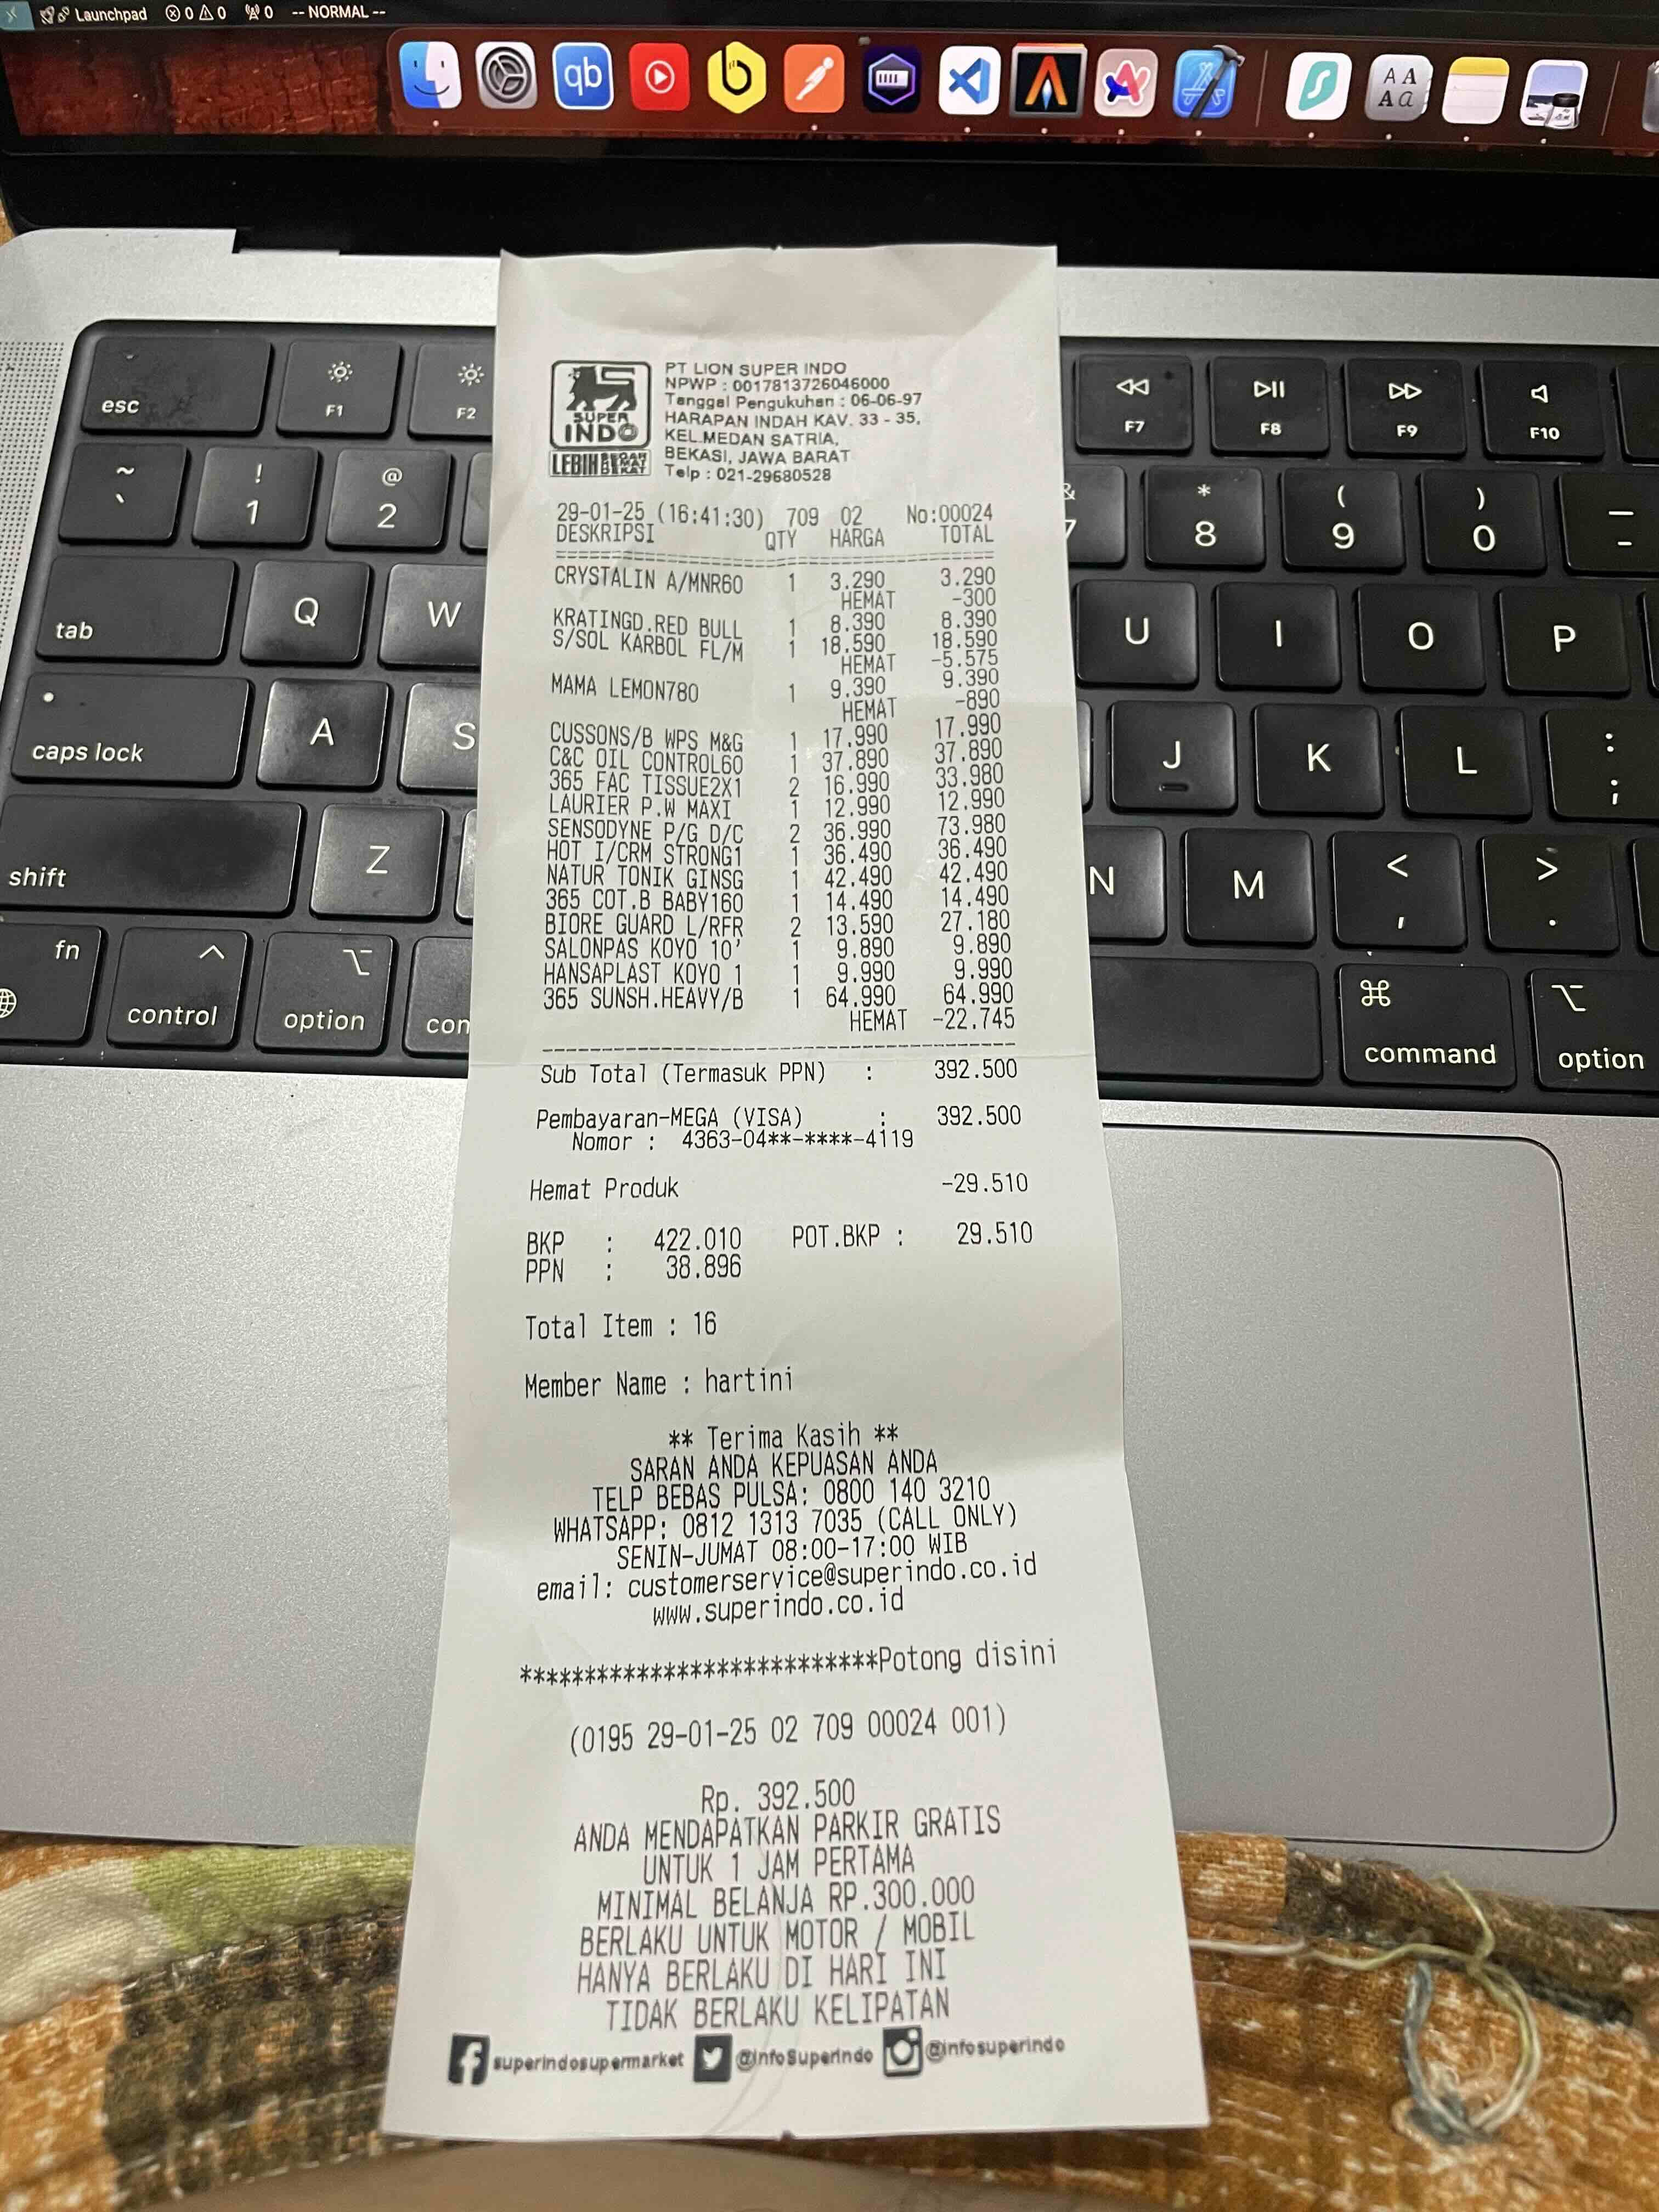 Launchpad 0 0 0 -- NORMAL --
qb
A A
A a
esc
F1
F2
F7
F8
F9
F10
~
`
!
1
@
2
&
7
*
8
(
9
)
0
—
-
tab
Q
W
U
I
O
P
caps lock
A
S
J
K
L
:
;
shift
Z
N
M
<
,
>
.
fn
^
control
option
com
⌘
command
option
SUPER
INDO
LEBIH SEGAR HEMAT DEKAT
PT LION SUPER INDO
NPWP : 0017813726046000
Tanggal Pengukuhan : 06-06-97
HARAPAN INDAH KAV. 33 - 35,
KEL.MEDAN SATRIA,
BEKASI, JAWA BARAT
Telp : 021-29680528
29-01-25 (16:41:30) 709 02 No:00024
DESKRIPSI QTY HARGA TOTAL
=====================================
CRYSTALIN A/MNR60 1 3.290 3.290
HEMAT -300
KRATINGD.RED BULL 1 8.390 8.390
S/SOL KARBOL FL/M 1 18.590 18.590
HEMAT -5.575
MAMA LEMON780 1 9.390 9.390
HEMAT -890
CUSSONS/B WPS M&G 1 17.990 17.990
C&C OIL CONTROL60 1 37.890 37.890
365 FAC TISSUE2X1 2 16.990 33.980
LAURIER P.W MAXI 1 12.990 12.990
SENSODYNE P/G D/C 2 36.990 73.980
HOT I/CRM STRONG1 1 36.490 36.490
NATUR TONIK GINSG 1 42.490 42.490
365 COT.B BABY160 1 14.490 14.490
BIORE GUARD L/RFR 2 13.590 27.180
SALONPAS KOYO 10' 1 9.890 9.890
HANSAPLAST KOYO 1 1 9.990 9.990
365 SUNSH.HEAVY/B 1 64.990 64.990
HEMAT -22.745
-------------------------------------
Sub Total (Termasuk PPN) : 392.500
Pembayaran-MEGA (VISA) : 392.500
Nomor : 4363-04**-****-4119
Hemat Produk -29.510
BKP : 422.010 POT.BKP : 29.510
PPN : 38.896
Total Item : 16
Member Name : hartini
** Terima Kasih **
SARAN ANDA KEPUASAN ANDA
TELP BEBAS PULSA: 0800 140 3210
WHATSAPP: 0812 1313 7035 (CALL ONLY)
SENIN-JUMAT 08:00-17:00 WIB
email: customerservice@superindo.co.id
www.superindo.co.id
****************************Potong disini
(0195 29-01-25 02 709 00024 001)
Rp. 392.500
ANDA MENDAPATKAN PARKIR GRATIS
UNTUK 1 JAM PERTAMA
MINIMAL BELANJA RP.300.000
BERLAKU UNTUK MOTOR / MOBIL
HANYA BERLAKU DI HARI INI
TIDAK BERLAKU KELIPATAN
superindosupermarket @infoSuperindo @infosuperindo